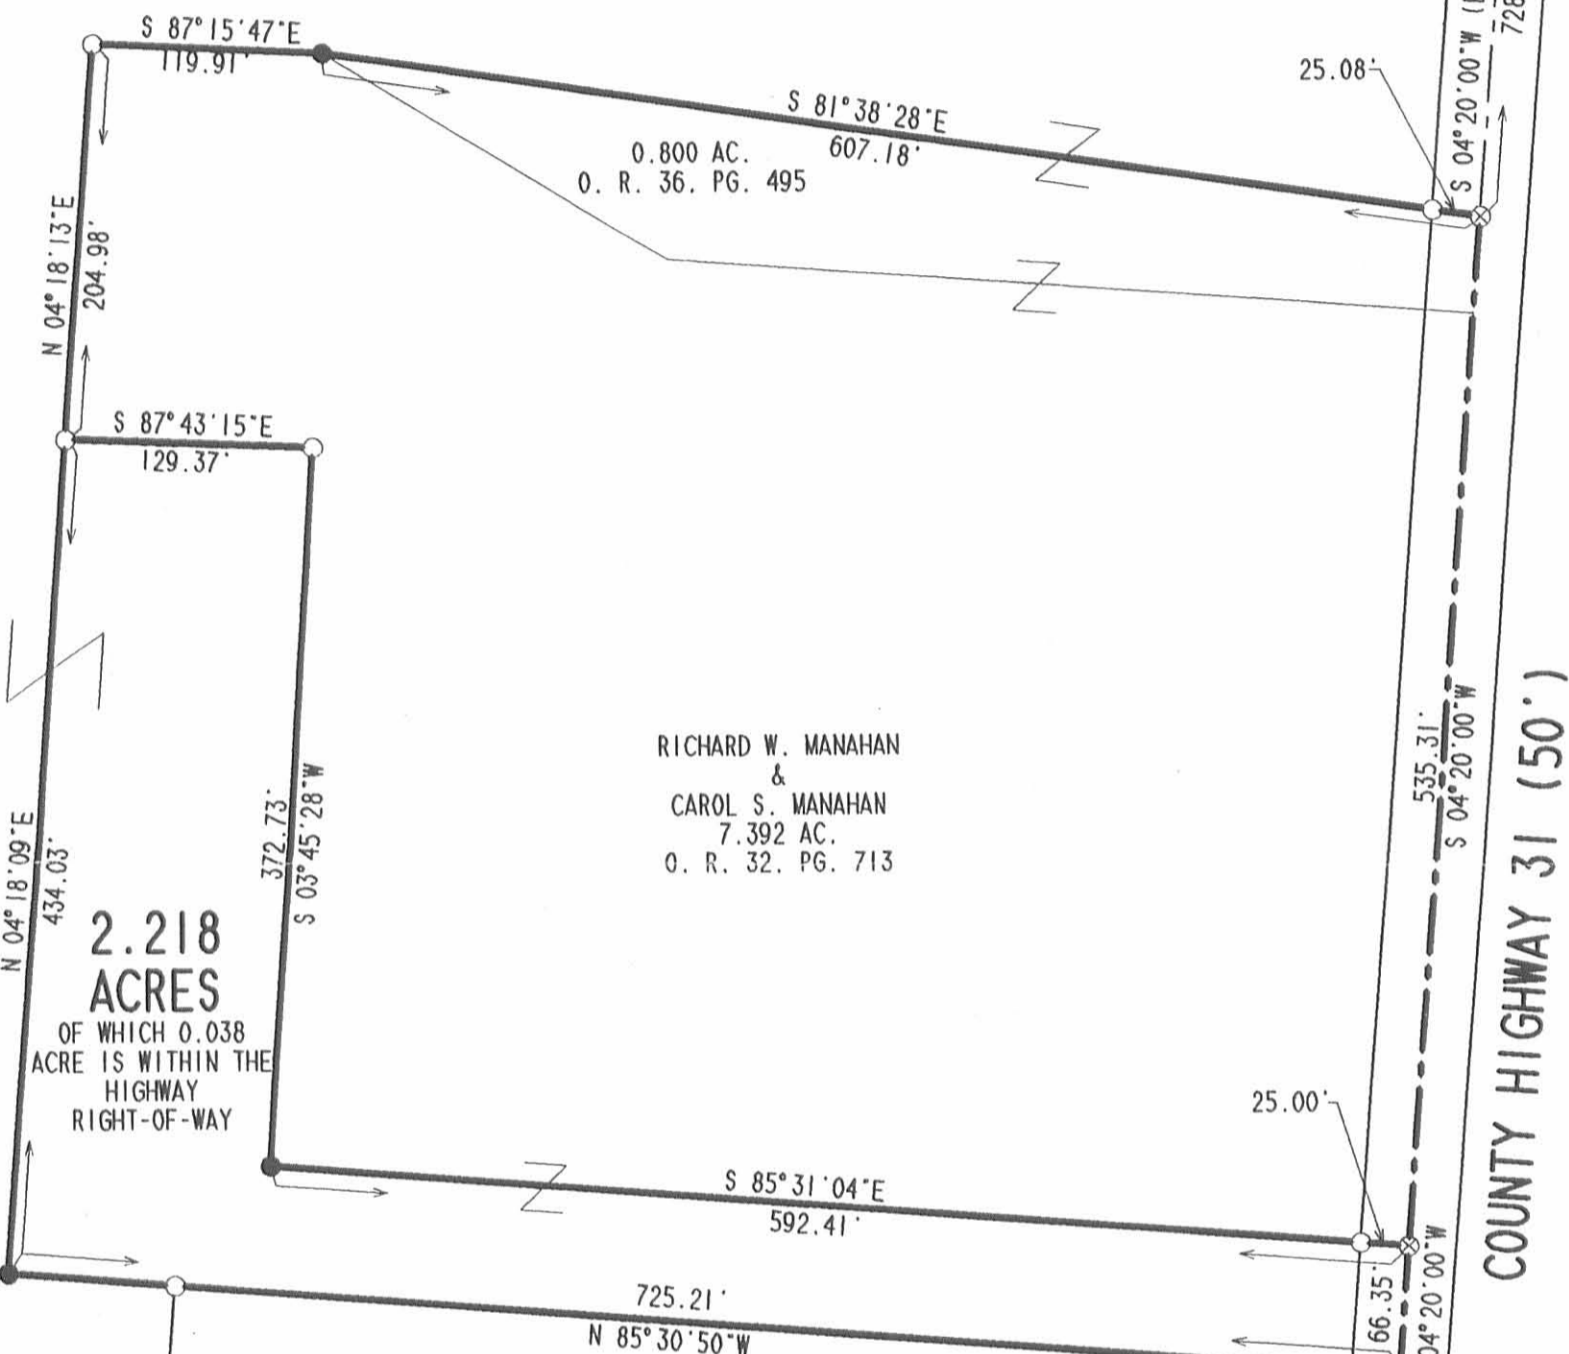 S 87°15'47"E
119.91'
25.08'
S 04°20'00"W
728
S 81°38'28"E
607.18'
0.800 AC.
O. R. 36. PG. 495
N 04°18'13"E
204.98'
S 87°43'15"E
129.37'
RICHARD W. MANAHAN
&
CAROL S. MANAHAN
7.392 AC.
O. R. 32. PG. 713
535.31'
S 04°20'00"W
COUNTY HIGHWAY 31 (50')
372.73'
S 03°45'28"W
N 04°18'09"E
434.03'
2.218
ACRES
OF WHICH 0.038
ACRE IS WITHIN THE
HIGHWAY
RIGHT-OF-WAY
25.00'
S 85°31'04"E
592.41'
725.21'
N 85°30'50"W
66.35'
04°20'00"W